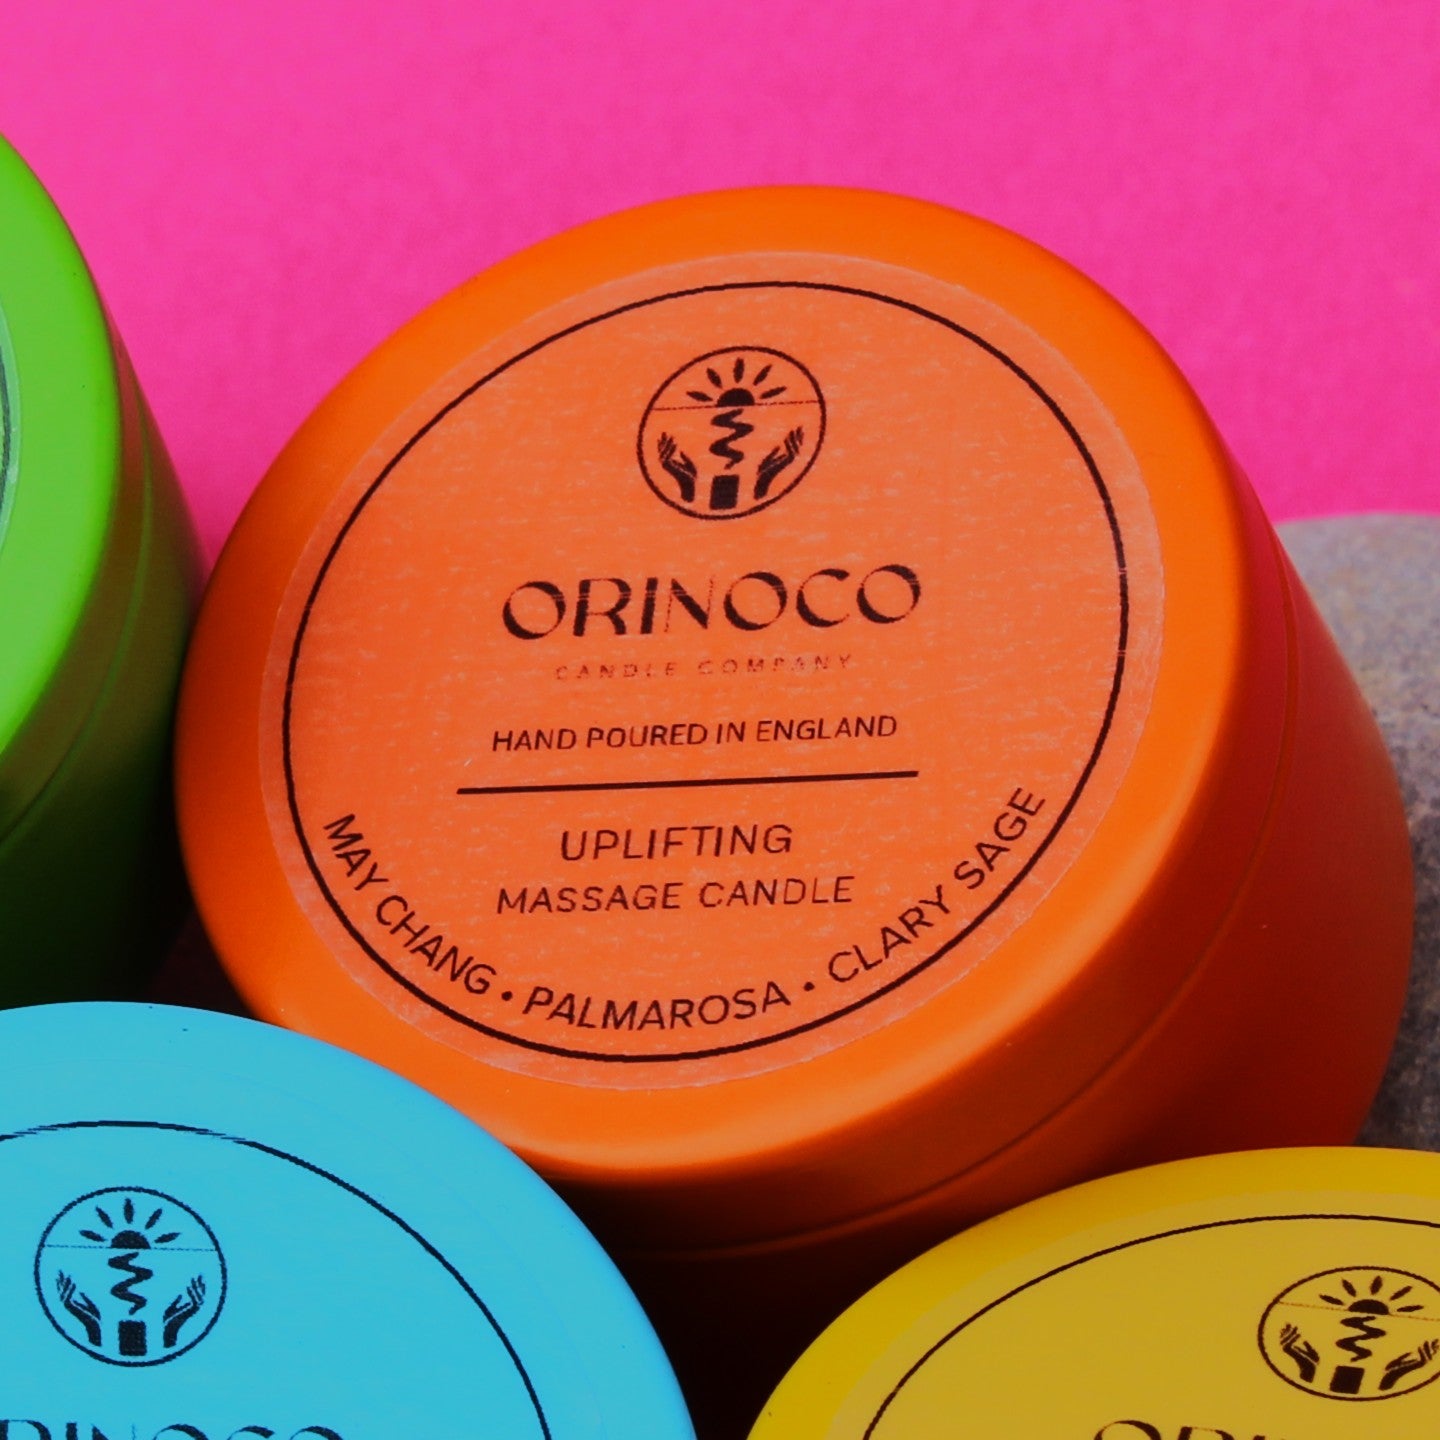 ORINOCO
CANDLE COMPANY
HAND POURED IN ENGLAND
UPLIFTING
MASSAGE CANDLE
MAY CHANG • PALMAROSA • CLARY SAGE